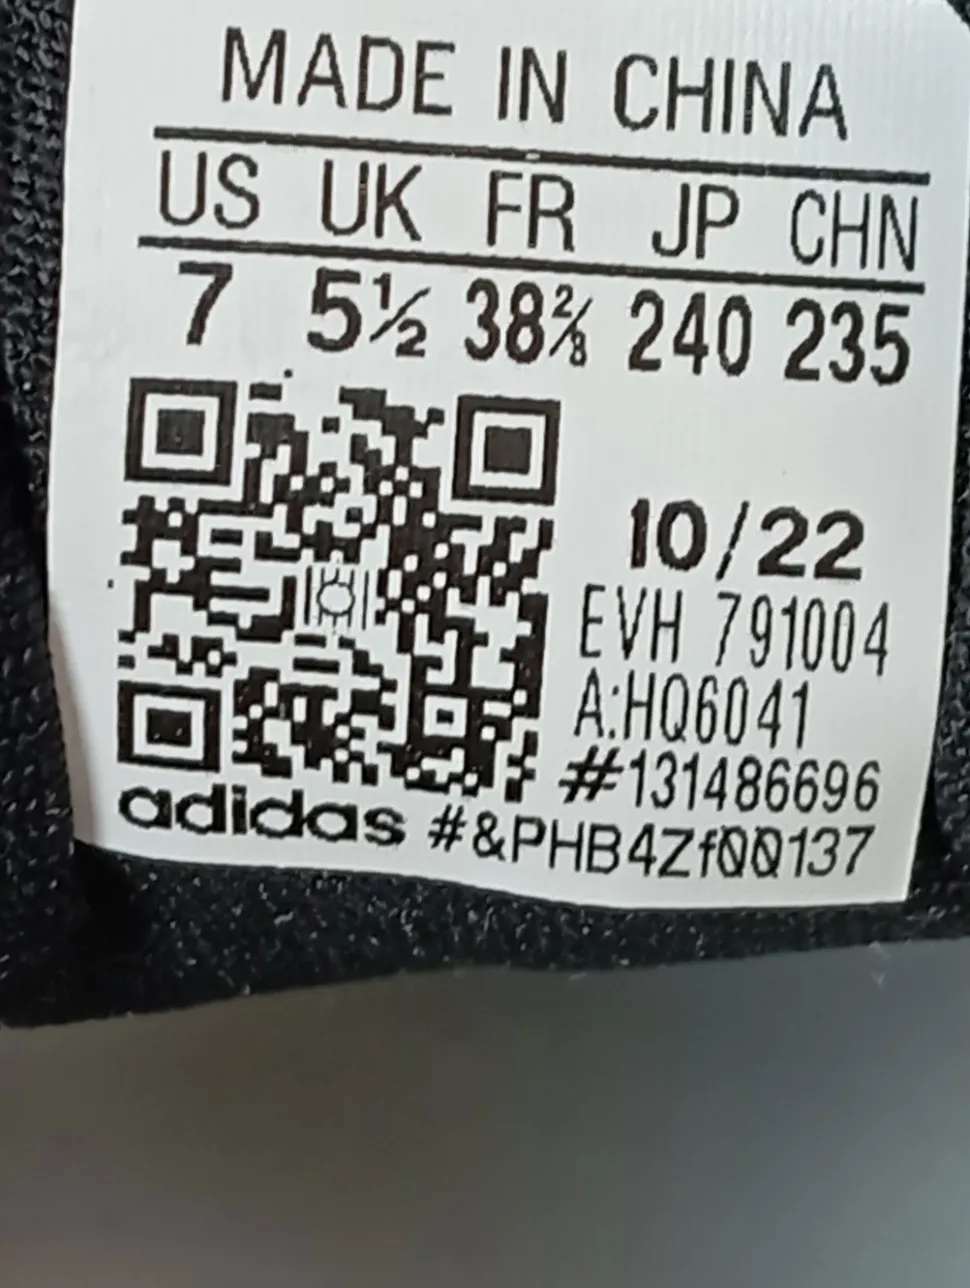 MADE IN CHINA
US UK FR JP CHN
7 5½ 38⅔ 240 235
10/22
EVH 791004
A:HQ6041
#131486696
adidas #&PHB4Zf00137